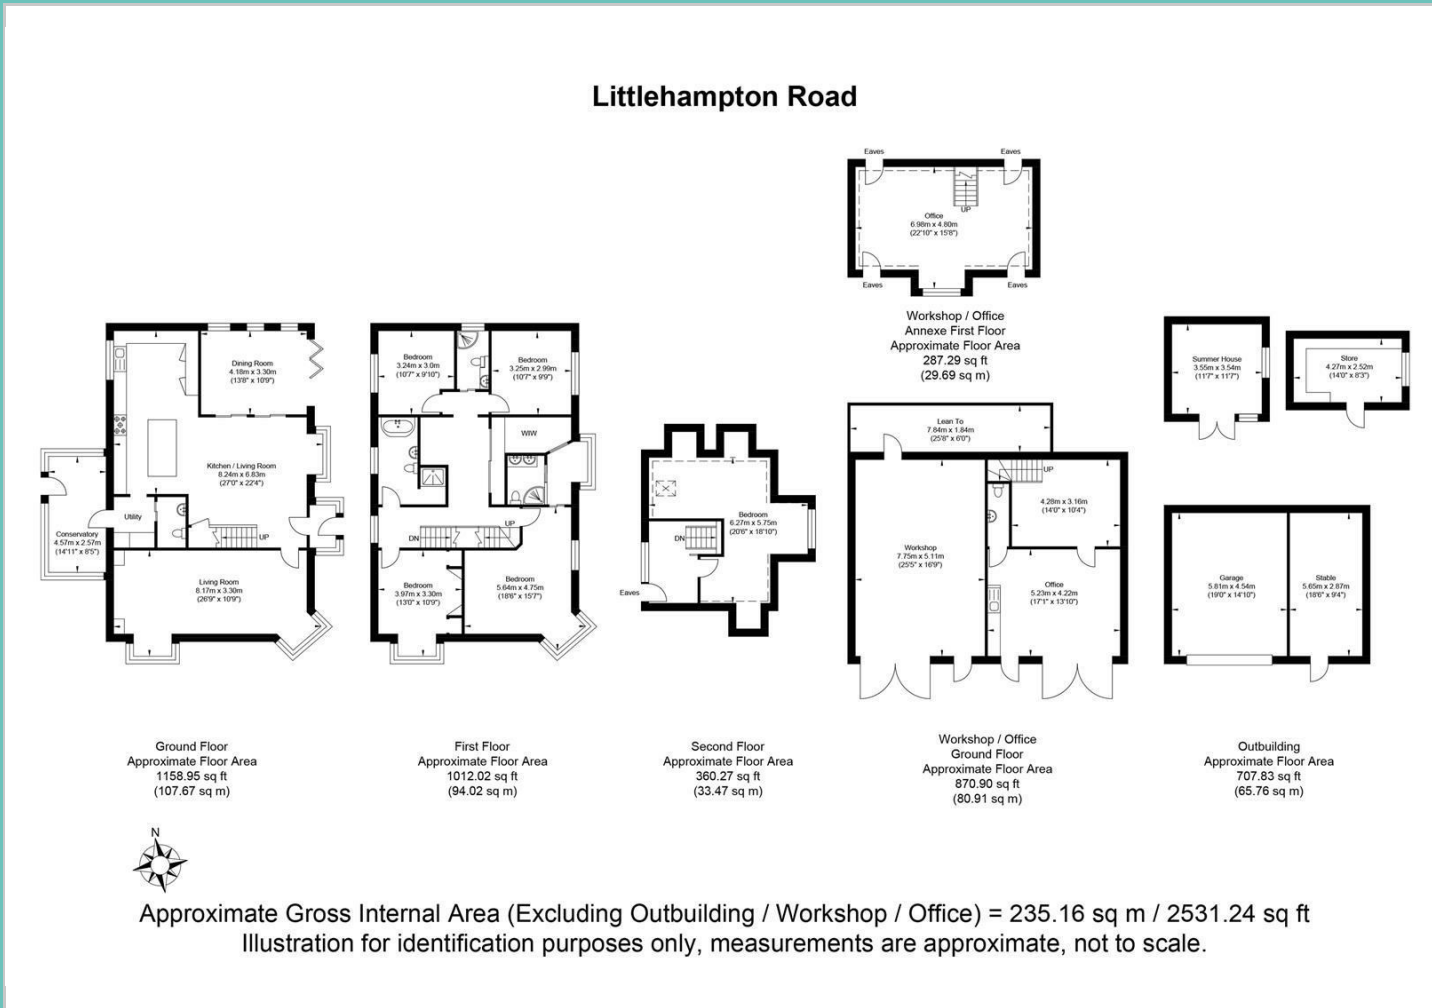 Littlehampton Road
Eaves
Eaves
Office
6.98m x 4.80m
(22'10" x 15'8")
UP
Eaves
Eaves
Workshop / Office
Annexe First Floor
Approximate Floor Area
287.29 sq ft
(29.69 sq m)
Dining Room
4.18m x 3.30m
(13'8" x 10'9")
Kitchen / Living Room
8.24m x 6.83m
(27'0" x 22'4")
Utility
Conservatory
4.57m x 2.57m
(14'11" x 8'5")
UP
Living Room
8.17m x 3.30m
(26'9" x 10'9")
Ground Floor
Approximate Floor Area
1158.95 sq ft
(107.67 sq m)
Bedroom
3.24m x 3.0m
(10'7" x 9'10")
Bedroom
3.25m x 2.99m
(10'7" x 9'9")
WIW
UP
DN
Bedroom
3.97m x 3.30m
(13'0" x 10'9")
Bedroom
5.64m x 4.75m
(18'6" x 15'7")
First Floor
Approximate Floor Area
1012.02 sq ft
(94.02 sq m)
Bedroom
6.27m x 5.75m
(20'6" x 18'10")
DN
Eaves
Second Floor
Approximate Floor Area
360.27 sq ft
(33.47 sq m)
Lean To
7.84m x 1.84m
(25'8" x 6'0")
UP
4.28m x 3.16m
(14'0" x 10'4")
Workshop
7.75m x 5.11m
(25'5" x 16'9")
Office
5.23m x 4.22m
(17'1" x 13'10")
Workshop / Office
Ground Floor
Approximate Floor Area
870.90 sq ft
(80.91 sq m)
Summer House
3.55m x 3.54m
(11'7" x 11'7")
Store
4.27m x 2.52m
(14'0" x 8'3")
Garage
5.81m x 4.54m
(19'0" x 14'10")
Stable
5.65m x 2.87m
(18'6" x 9'4")
Outbuilding
Approximate Floor Area
707.83 sq ft
(65.76 sq m)
N
Approximate Gross Internal Area (Excluding Outbuilding / Workshop / Office) = 235.16 sq m / 2531.24 sq ft
Illustration for identification purposes only, measurements are approximate, not to scale.